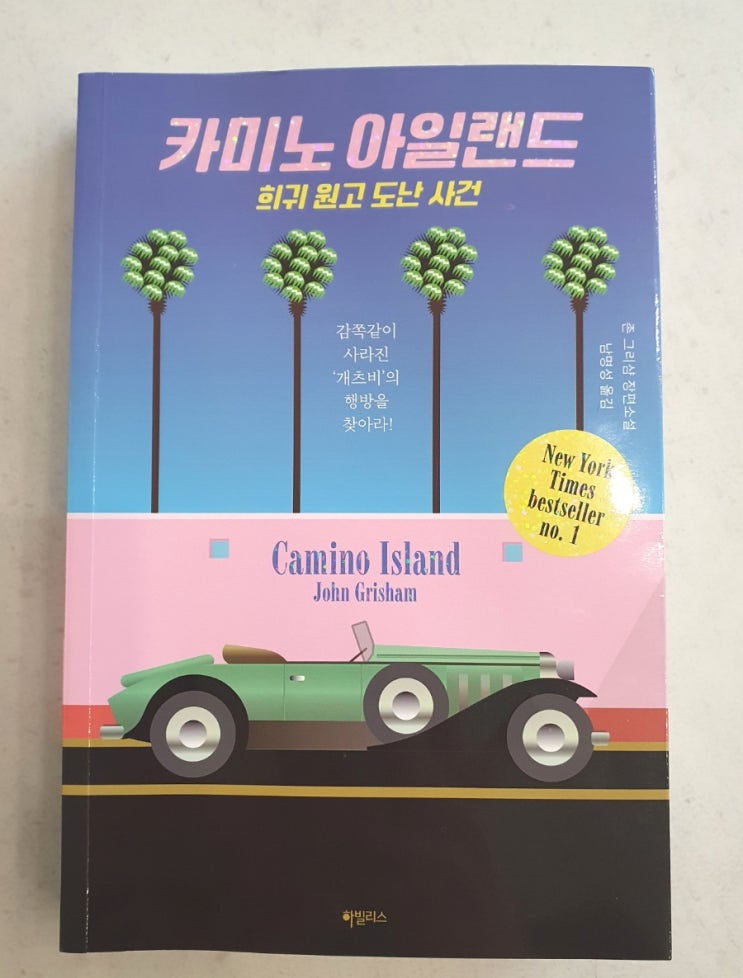 카미노 아일랜드
희귀 원고 도난 사건
감쪽같이
사라진
‘개츠비’의
행방을
찾아라!
존 그리샴 장편소설
남명성 옮김
New York
Times
bestseller
no. 1
Camino Island
John Grisham
하빌리스